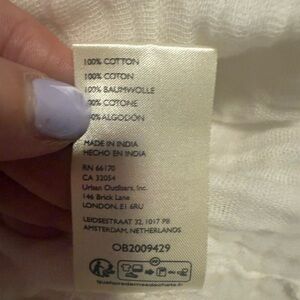 100% COTTON
100% COTON
100% BAUMWOLLE
00% COTONE
0% ALGODÓN
MADE IN INDIA
HECHO EN INDIA
RN 66170
CA 32054
Urban Outfitters, Inc.
146 Brick Lane
LONDON, E1 6RU
LEIDSESTRAAT 32, 1017 PB
AMSTERDAM, NETHERLANDS
OB2009429